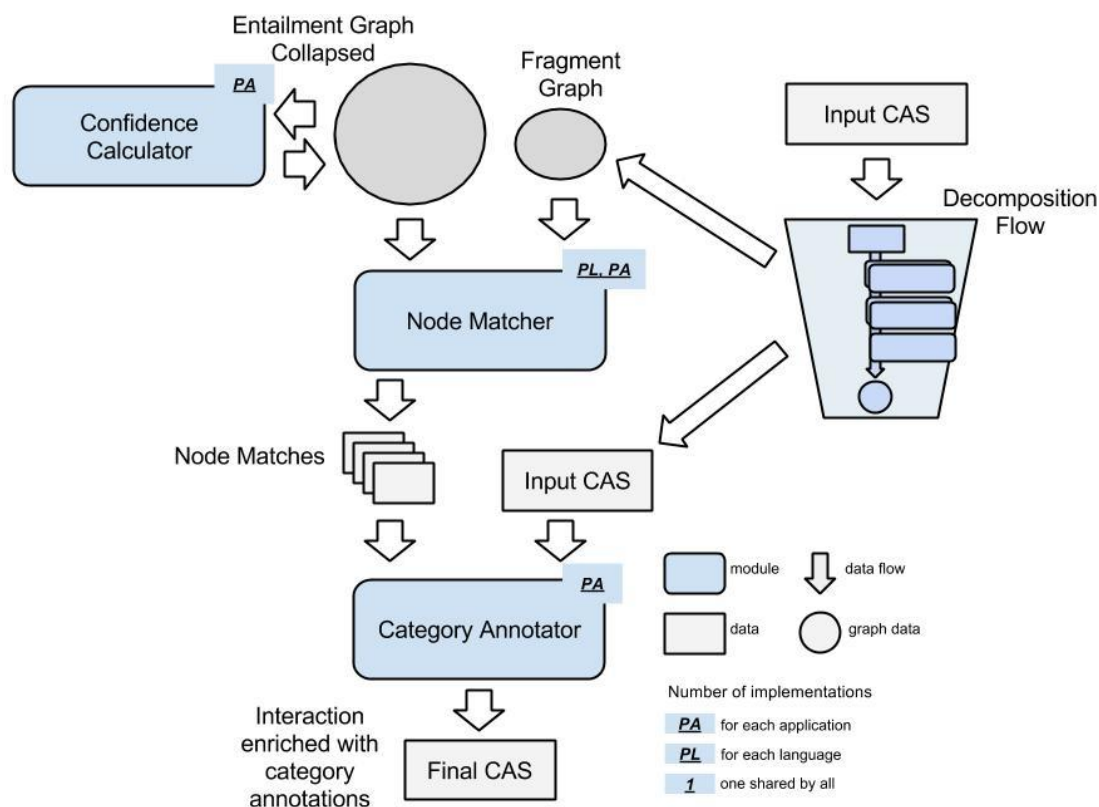 Entailment Graph
Collapsed
Fragment
Graph
PA
Confidence
Calculator
Input CAS
Decomposition
Flow
PL, PA
Node Matcher
Node Matches
Input CAS
PA
Category Annotator
module
data flow
data
graph data
Number of implementations
PA for each application
PL for each language
1 one shared by all
Interaction
enriched with
category
annotations
Final CAS